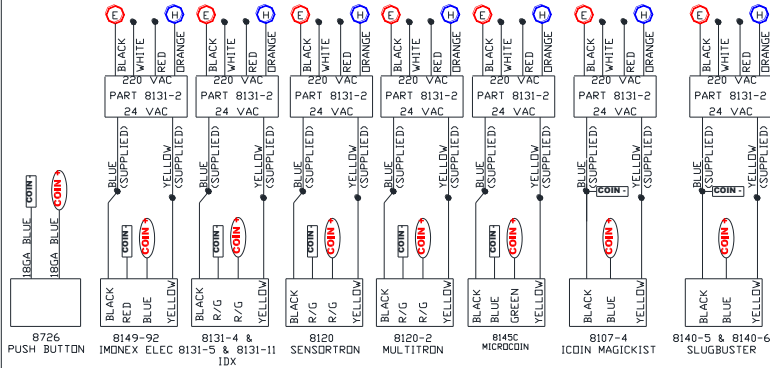 E H E H E H E H E H E H E H
BLACK WHITE RED ORANGE BLACK WHITE RED ORANGE BLACK WHITE RED ORANGE BLACK WHITE RED ORANGE BLACK WHITE RED ORANGE BLACK WHITE RED ORANGE BLACK WHITE RED ORANGE
220 VAC 220 VAC 220 VAC 220 VAC 220 VAC 220 VAC 220 VAC
PART 8131-2 PART 8131-2 PART 8131-2 PART 8131-2 PART 8131-2 PART 8131-2 PART 8131-2
24 VAC 24 VAC 24 VAC 24 VAC 24 VAC 24 VAC 24 VAC
BLUE (SUPPLIED) YELLOW (SUPPLIED) BLUE (SUPPLIED) YELLOW (SUPPLIED) BLUE (SUPPLIED) YELLOW (SUPPLIED) BLUE (SUPPLIED) YELLOW (SUPPLIED) BLUE (SUPPLIED) YELLOW (SUPPLIED) BLUE (SUPPLIED) YELLOW (SUPPLIED) BLUE (SUPPLIED) YELLOW (SUPPLIED)
COIN - COIN + COIN - COIN -
COIN - COIN + COIN - COIN + COIN - COIN + COIN - COIN + COIN - COIN + COIN + COIN +
18GA BLUE 18GA BLUE
BLACK RED BLUE YELLOW BLACK R/G R/G YELLOW BLACK R/G R/G YELLOW BLACK R/G R/G YELLOW BLACK BLUE GREEN YELLOW BLACK BLUE YELLOW BLACK BLUE YELLOW
8726
PUSH BUTTON
8149-92
IMONEX ELEC
8131-4 &
8131-5 & 8131-11
IDX
8120
SENSORTRON
8120-2
MULTITRON
8145C
MICROCOIN
8107-4
ICOIN MAGICKIST
8140-5 & 8140-6
SLUGBUSTER